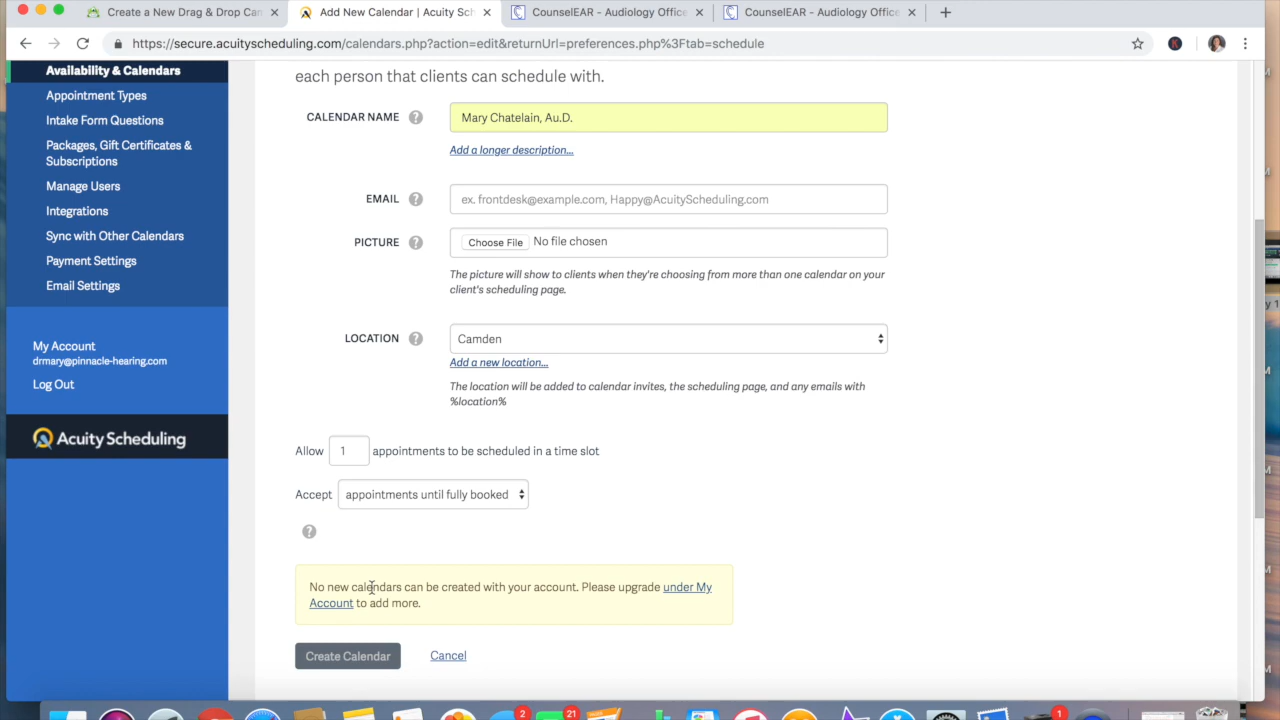 Create a New Drag & Drop Can
Add New Calendar | Acuity Sch
CounselEAR - Audiology Office
CounselEAR - Audiology Office
https://secure.acuityscheduling.com/calendars.php?action=edit&returnUrl=preferences.php%3Ftab=schedule
Availability & Calendars
Appointment Types
Intake Form Questions
Packages, Gift Certificates &
Subscriptions
Manage Users
Integrations
Sync with Other Calendars
Payment Settings
Email Settings
My Account
drmary@pinnacle-hearing.com
Log Out
Acuity Scheduling
each person that clients can schedule with.
CALENDAR NAME ?
Mary Chatelain, Au.D.
Add a longer description...
EMAIL ?
ex. frontdesk@example.com, Happy@AcuityScheduling.com
PICTURE ?
Choose File No file chosen
The picture will show to clients when they're choosing from more than one calendar on your
client's scheduling page.
LOCATION ?
Camden
Add a new location...
The location will be added to calendar invites, the scheduling page, and any emails with
%location%
Allow 1 appointments to be scheduled in a time slot
Accept appointments until fully booked
?
No new calendars can be created with your account. Please upgrade under My
Account to add more.
Create Calendar Cancel
2
21
1